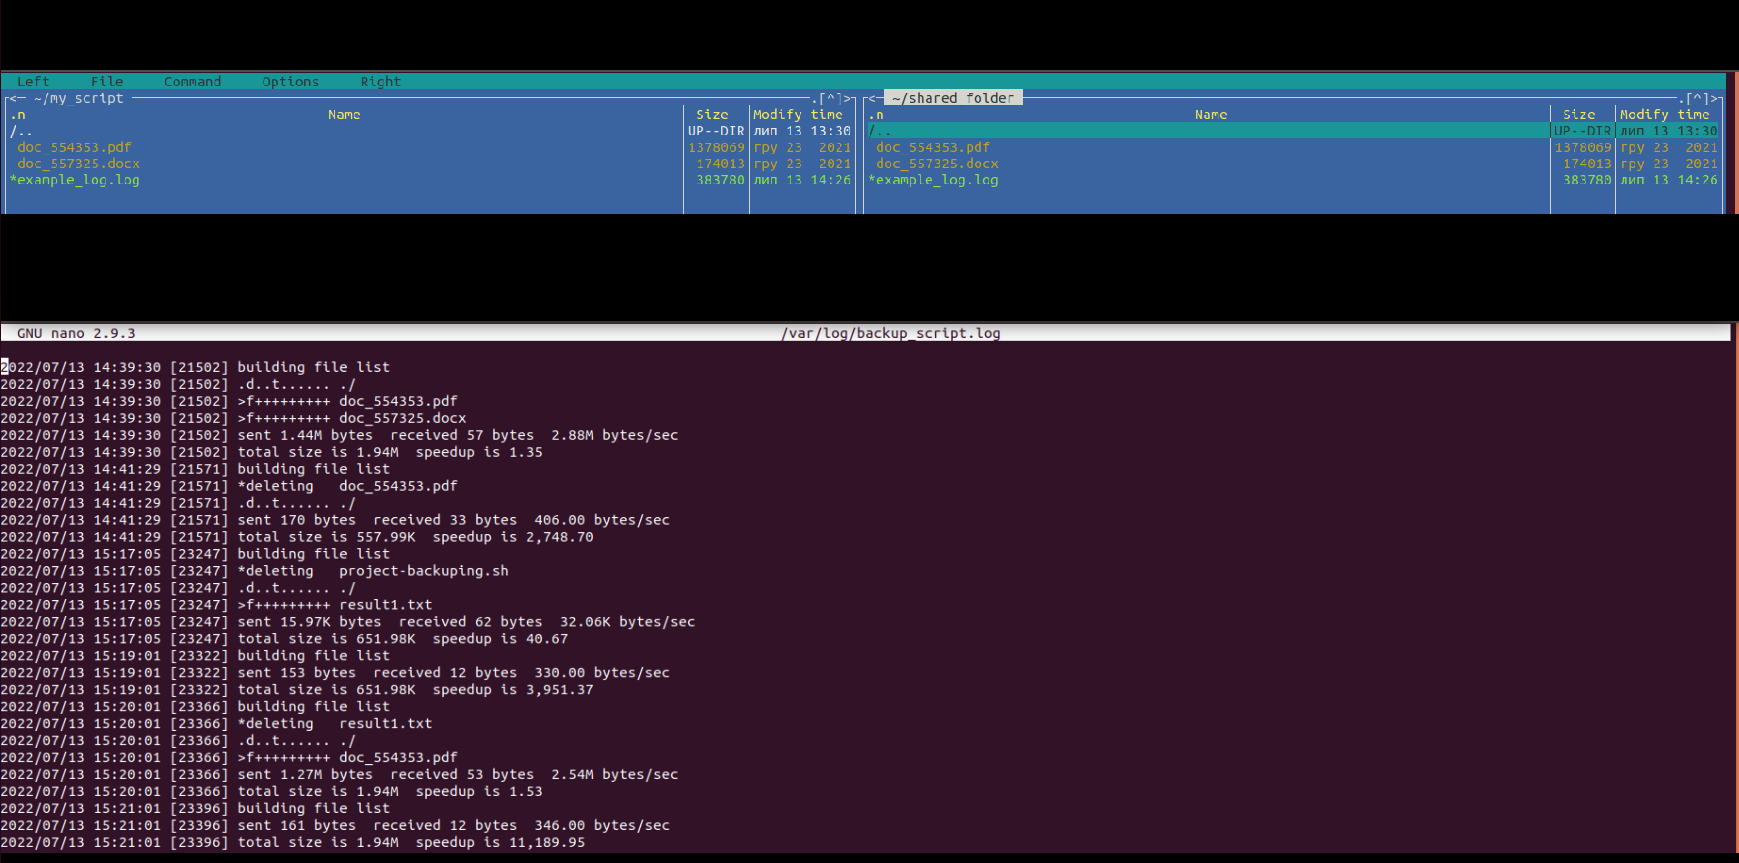 Left File Command Options Right
<─ ~/my_script .[^]> <─ ~/shared_folder .[^]>
.n Name Size Modify time .n Name Size Modify time
/.. UP--DIR лип 13 13:30 /.. UP--DIR лип 13 13:30
doc_554353.pdf 1378069 гру 23 2021 doc_554353.pdf 1378069 гру 23 2021
doc_557325.docx 174013 гру 23 2021 doc_557325.docx 174013 гру 23 2021
*example_log.log 383780 лип 13 14:26 *example_log.log 383780 лип 13 14:26
GNU nano 2.9.3 /var/log/backup_script.log
2022/07/13 14:39:30 [21502] building file list
2022/07/13 14:39:30 [21502] .d..t...... ./
2022/07/13 14:39:30 [21502] >f+++++++++ doc_554353.pdf
2022/07/13 14:39:30 [21502] >f+++++++++ doc_557325.docx
2022/07/13 14:39:30 [21502] sent 1.44M bytes  received 57 bytes  2.88M bytes/sec
2022/07/13 14:39:30 [21502] total size is 1.94M  speedup is 1.35
2022/07/13 14:41:29 [21571] building file list
2022/07/13 14:41:29 [21571] *deleting   doc_554353.pdf
2022/07/13 14:41:29 [21571] .d..t...... ./
2022/07/13 14:41:29 [21571] sent 170 bytes  received 33 bytes  406.00 bytes/sec
2022/07/13 14:41:29 [21571] total size is 557.99K  speedup is 2,748.70
2022/07/13 15:17:05 [23247] building file list
2022/07/13 15:17:05 [23247] *deleting   project-backuping.sh
2022/07/13 15:17:05 [23247] .d..t...... ./
2022/07/13 15:17:05 [23247] >f+++++++++ result1.txt
2022/07/13 15:17:05 [23247] sent 15.97K bytes  received 62 bytes  32.06K bytes/sec
2022/07/13 15:17:05 [23247] total size is 651.98K  speedup is 40.67
2022/07/13 15:19:01 [23322] building file list
2022/07/13 15:19:01 [23322] sent 153 bytes  received 12 bytes  330.00 bytes/sec
2022/07/13 15:19:01 [23322] total size is 651.98K  speedup is 3,951.37
2022/07/13 15:20:01 [23366] building file list
2022/07/13 15:20:01 [23366] *deleting   result1.txt
2022/07/13 15:20:01 [23366] .d..t...... ./
2022/07/13 15:20:01 [23366] >f+++++++++ doc_554353.pdf
2022/07/13 15:20:01 [23366] sent 1.27M bytes  received 53 bytes  2.54M bytes/sec
2022/07/13 15:20:01 [23366] total size is 1.94M  speedup is 1.53
2022/07/13 15:21:01 [23396] building file list
2022/07/13 15:21:01 [23396] sent 161 bytes  received 12 bytes  346.00 bytes/sec
2022/07/13 15:21:01 [23396] total size is 1.94M  speedup is 11,189.95